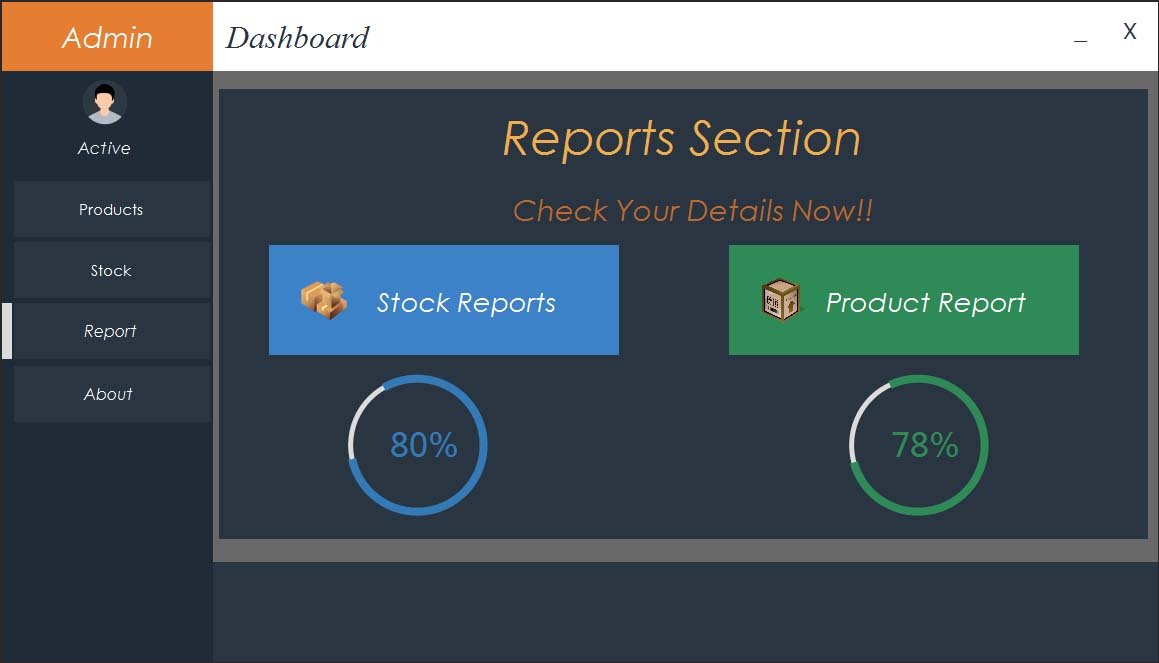 Admin
Dashboard
_ X
Active
Products
Stock
Report
About
Reports Section
Check Your Details Now!!
Stock Reports
Product Report
80%
78%